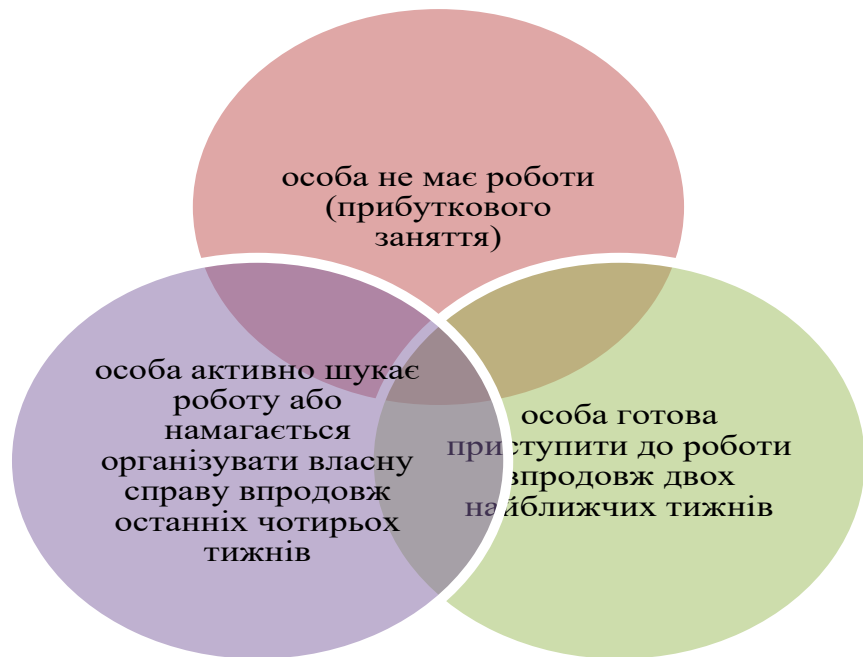 особа не має роботи
(прибуткового
заняття)
особа активно шукає
роботу або
намагається
організувати власну
справу впродовж
останніх чотирьох
тижнів
особа готова
приступити до роботи
впродовж двох
найближчих тижнів